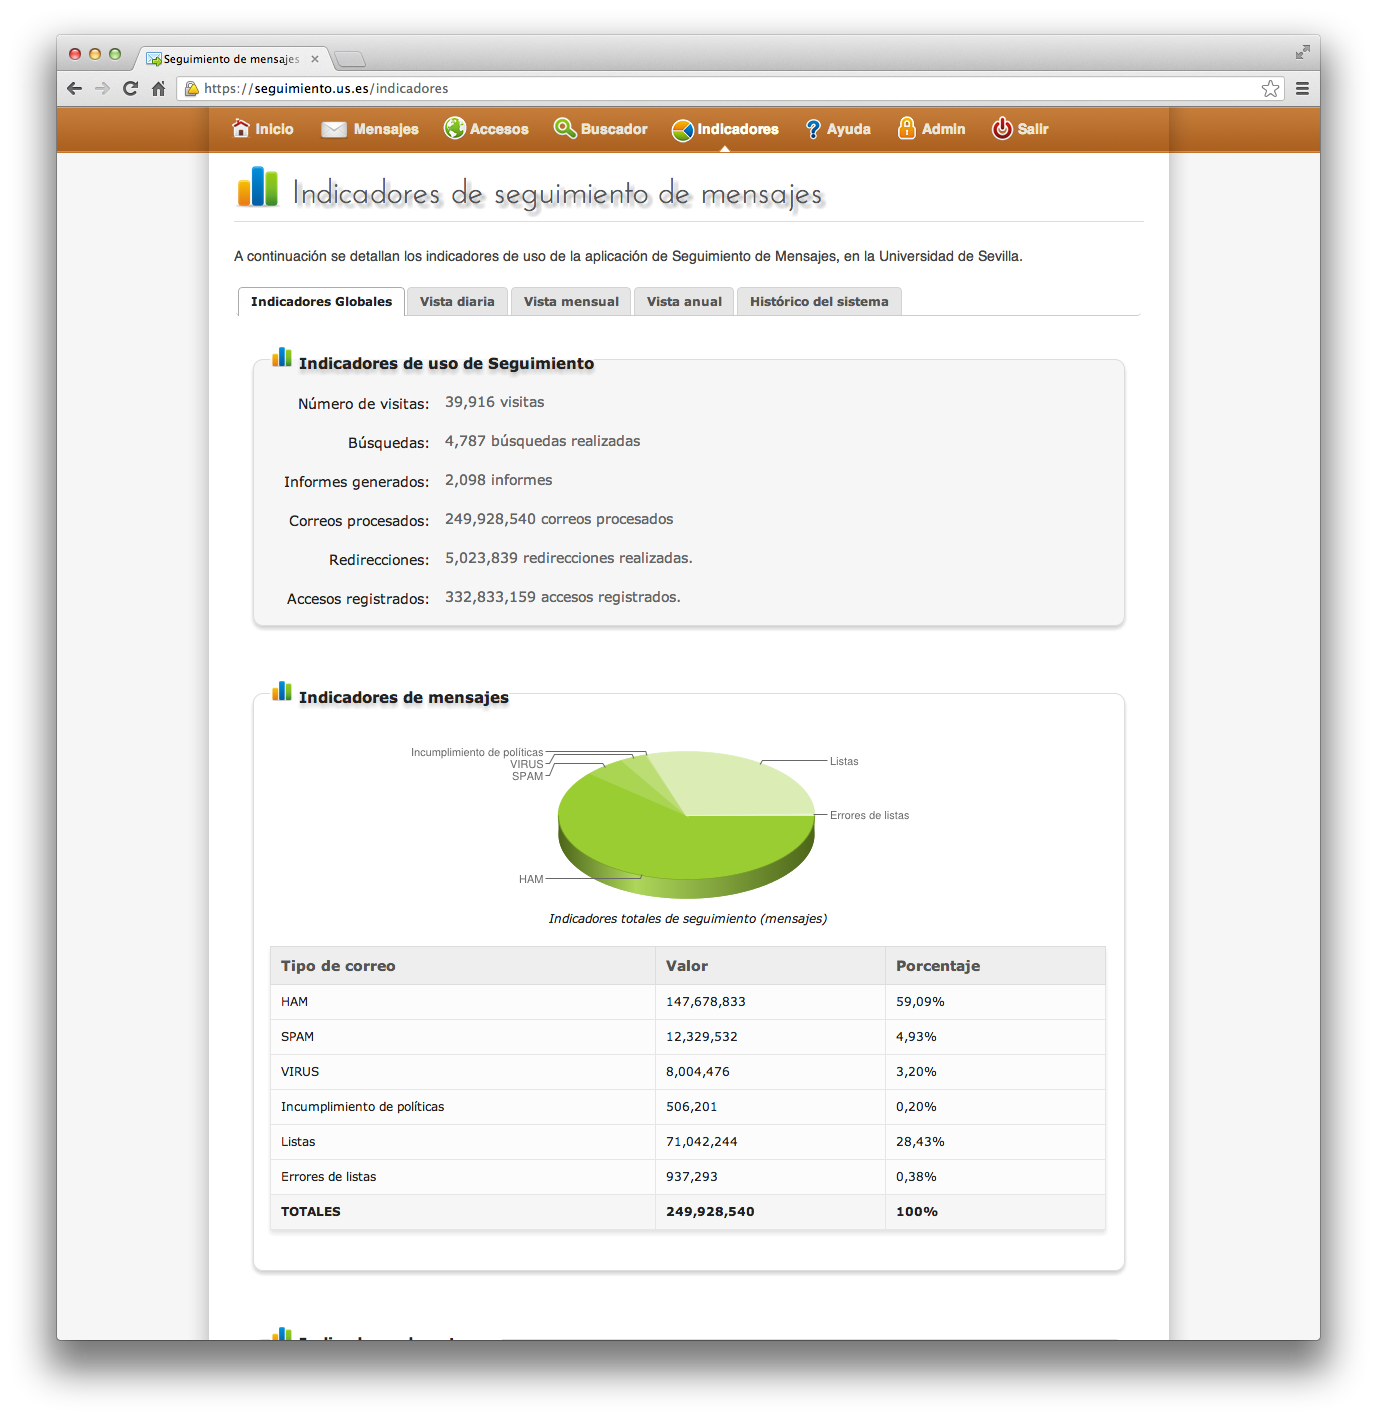 Seguimiento de mensajes
https://seguimiento.us.es/indicadores
Inicio Mensajes Accesos Buscador Indicadores Ayuda Admin Salir
Indicadores de seguimiento de mensajes
A continuación se detallan los indicadores de uso de la aplicación de Seguimiento de Mensajes, en la Universidad de Sevilla.
Indicadores Globales Vista diaria Vista mensual Vista anual Histórico del sistema
Indicadores de uso de Seguimiento
Número de visitas: 39,916 visitas
Búsquedas: 4,787 búsquedas realizadas
Informes generados: 2,098 informes
Correos procesados: 249,928,540 correos procesados
Redirecciones: 5,023,839 redirecciones realizadas.
Accesos registrados: 332,833,159 accesos registrados.
Indicadores de mensajes
Incumplimiento de políticas
VIRUS
SPAM
Listas
Errores de listas
HAM
Indicadores totales de seguimiento (mensajes)
Tipo de correo Valor Porcentaje
HAM 147,678,833 59,09%
SPAM 12,329,532 4,93%
VIRUS 8,004,476 3,20%
Incumplimiento de políticas 506,201 0,20%
Listas 71,042,244 28,43%
Errores de listas 937,293 0,38%
TOTALES 249,928,540 100%